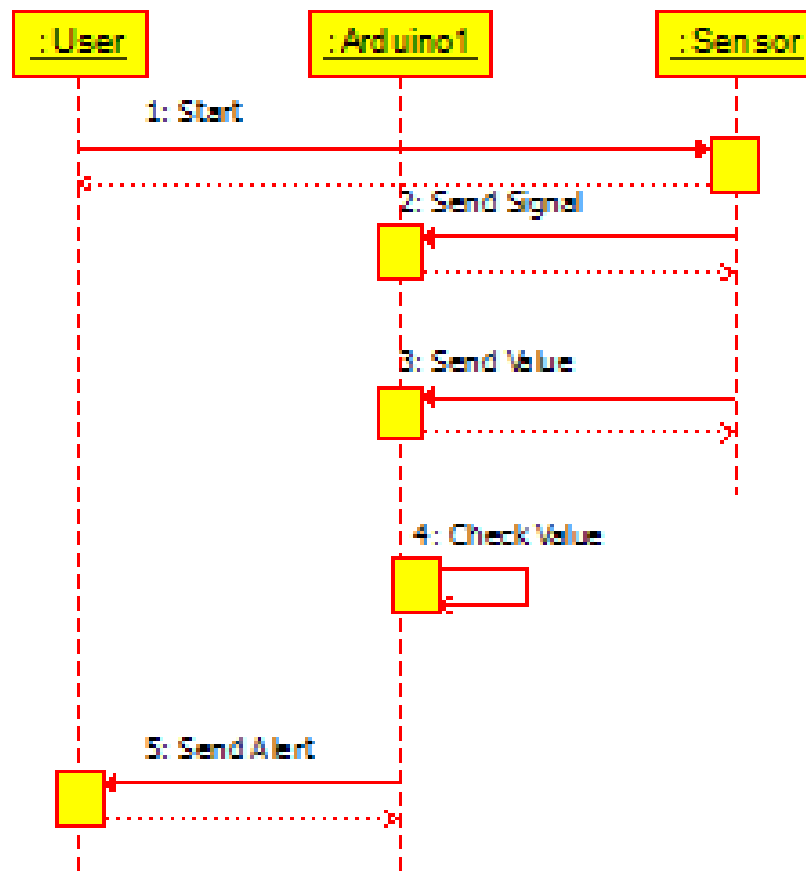 : User
: Arduino1
: Sensor
1: Start
2: Send Signal
3: Send Value
4: Check Value
5: Send Alert